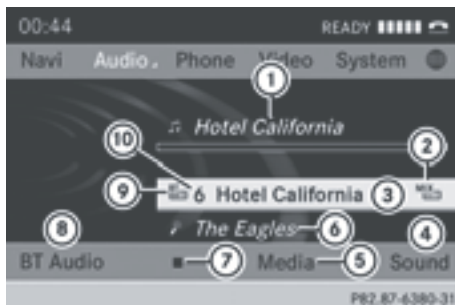 00:44 READY
Navi Audio Phone Video System
1
Hotel California
10 2
9 6 Hotel California 3
8 The Eagles 6 4
BT Audio 7 Media 5 Sound
P82.87-6380-31